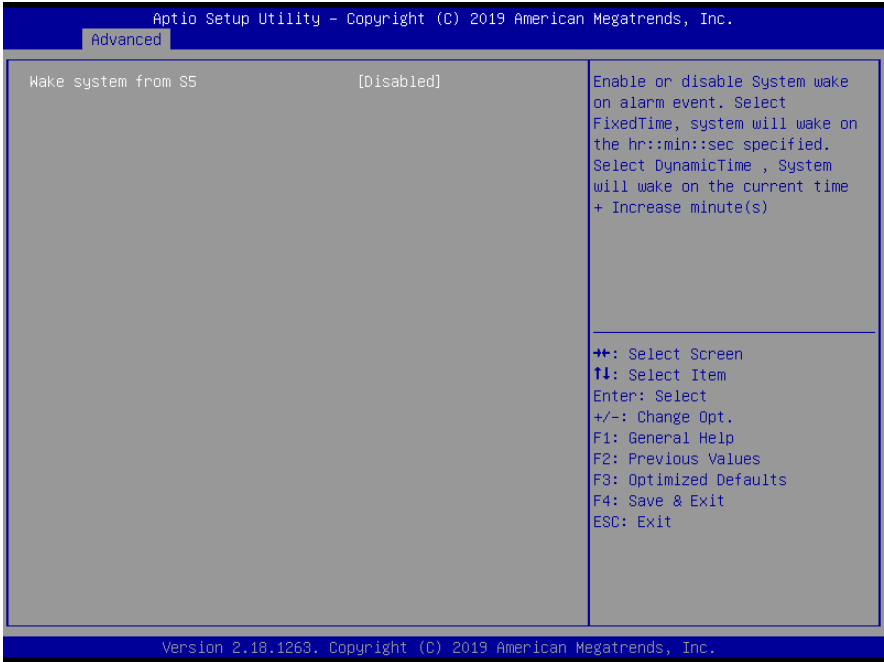 Aptio Setup Utility – Copyright (C) 2019 American Megatrends, Inc.
Advanced
Wake system from S5 [Disabled]
Enable or disable System wake
on alarm event. Select
FixedTime, system will wake on
the hr::min::sec specified.
Select DynamicTime , System
will wake on the current time
+ Increase minute(s)
→←: Select Screen
↑↓: Select Item
Enter: Select
+/-: Change Opt.
F1: General Help
F2: Previous Values
F3: Optimized Defaults
F4: Save & Exit
ESC: Exit
Version 2.18.1263. Copyright (C) 2019 American Megatrends, Inc.